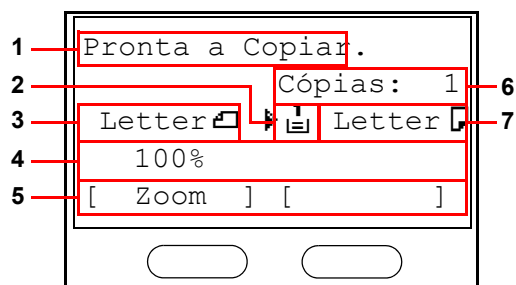 1 Pronta a Copiar.
2 Cópias: 1 6
3 Letter Letter 7
4 100%
5 [ Zoom ] [ ]